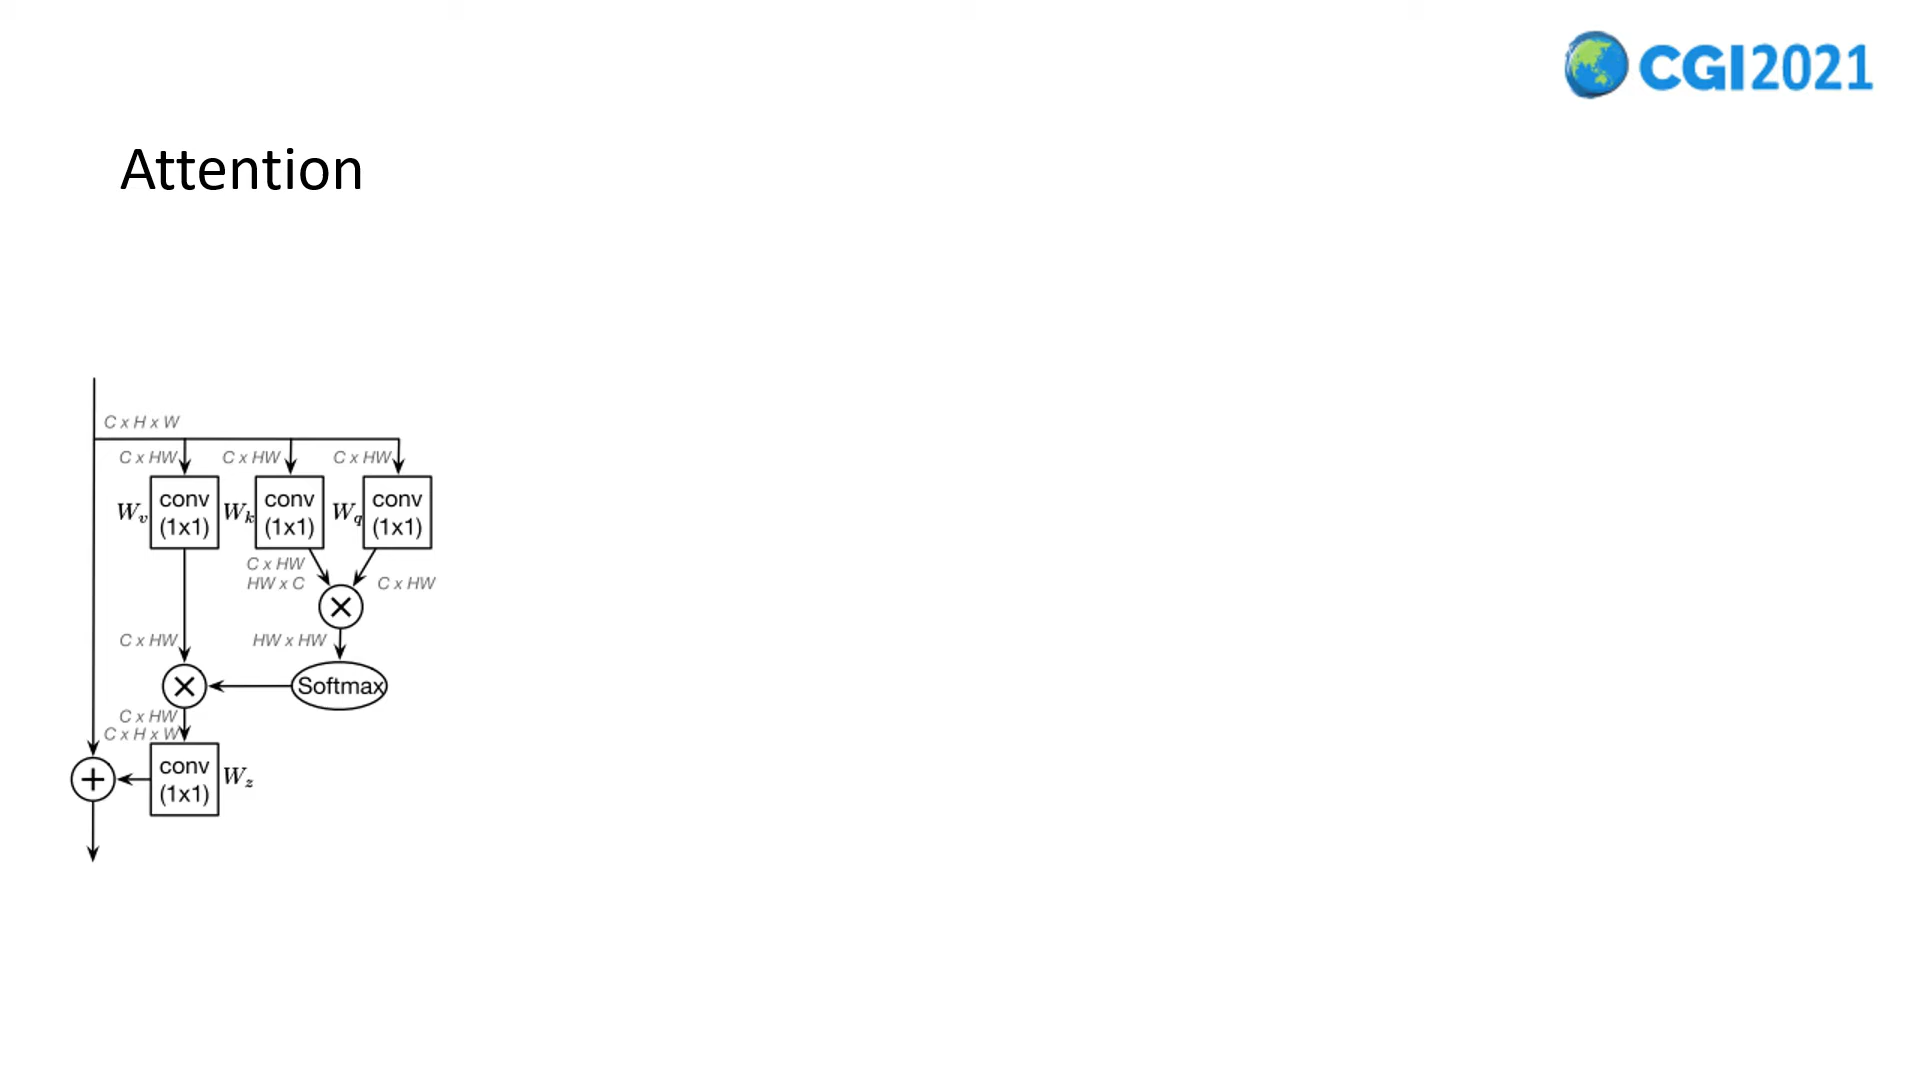 CGI2021
Attention
C x H x W
C x HW C x HW C x HW
W_v conv (1x1) W_k conv (1x1) W_q conv (1x1)
C x HW
HW x C C x HW
C x HW HW x HW
Softmax
C x HW
C x H x W
conv (1x1) W_z